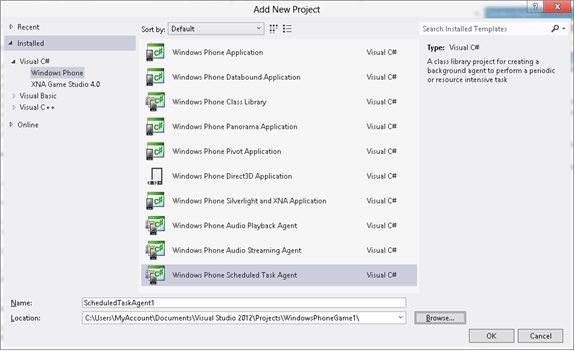 Add New Project
Recent
Installed
Visual C#
Windows Phone
XNA Game Studio 4.0
Visual Basic
Visual C++
Online
Sort by: Default
Search Installed Templates
Windows Phone Application Visual C#
Windows Phone Databound Application Visual C#
Windows Phone Class Library Visual C#
Windows Phone Panorama Application Visual C#
Windows Phone Pivot Application Visual C#
Windows Phone Direct3D Application Visual C#
Windows Phone Silverlight and XNA Application Visual C#
Windows Phone Audio Playback Agent Visual C#
Windows Phone Audio Streaming Agent Visual C#
Windows Phone Scheduled Task Agent Visual C#
Type: Visual C#
A class library project for creating a
background agent to perform a periodic
or resource intensive task
Name: ScheduledTaskAgent1
Location: C:\Users\MyAccount\Documents\Visual Studio 2012\Projects\WindowsPhoneGame1\
Browse...
OK Cancel